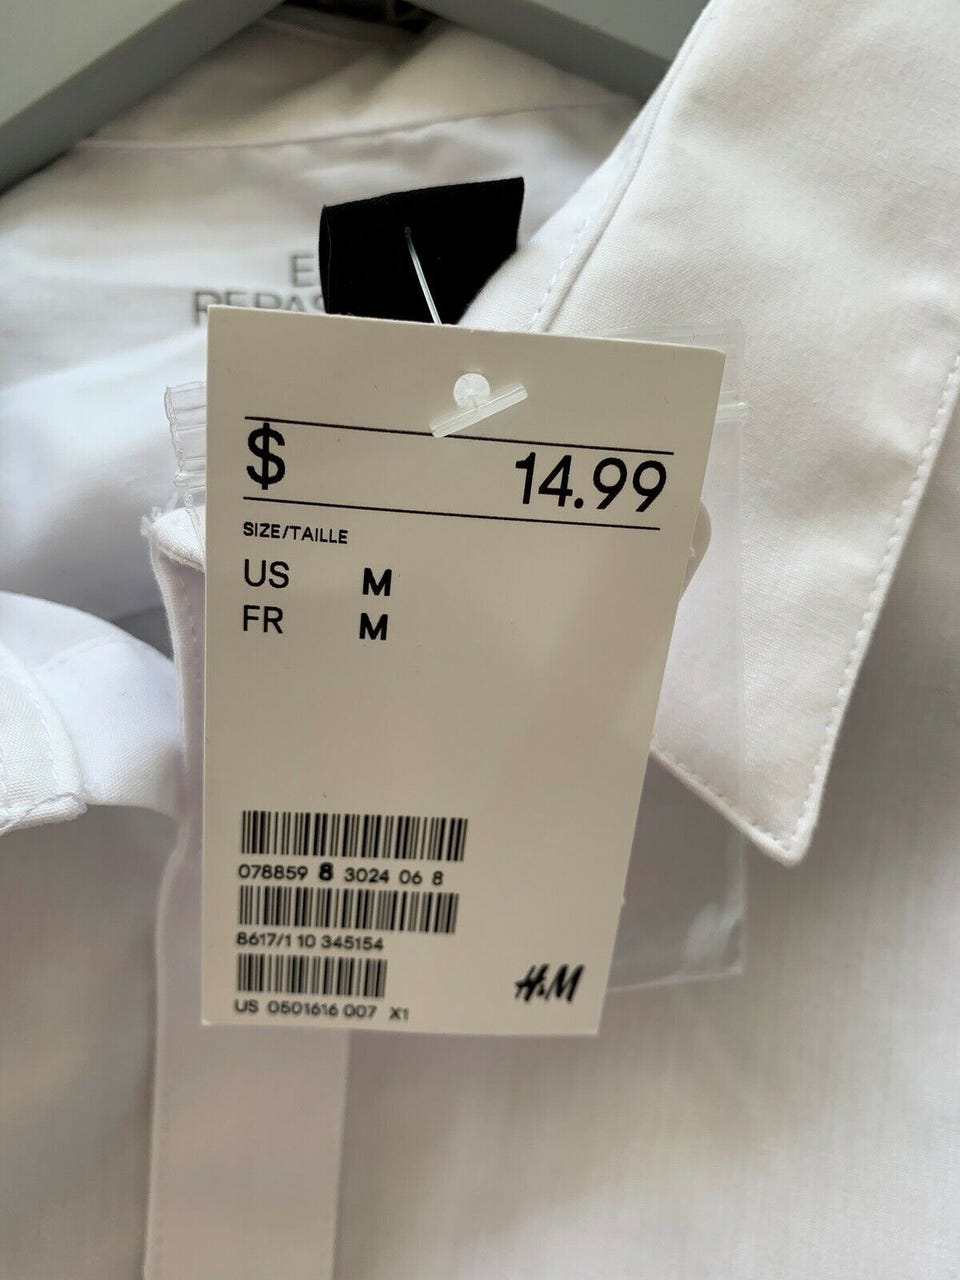 $ 14.99
SIZE/TAILLE
US M
FR M
078859 8 3024 06 8
8617/1 10 345154
US 0501616 007 X1
H&M